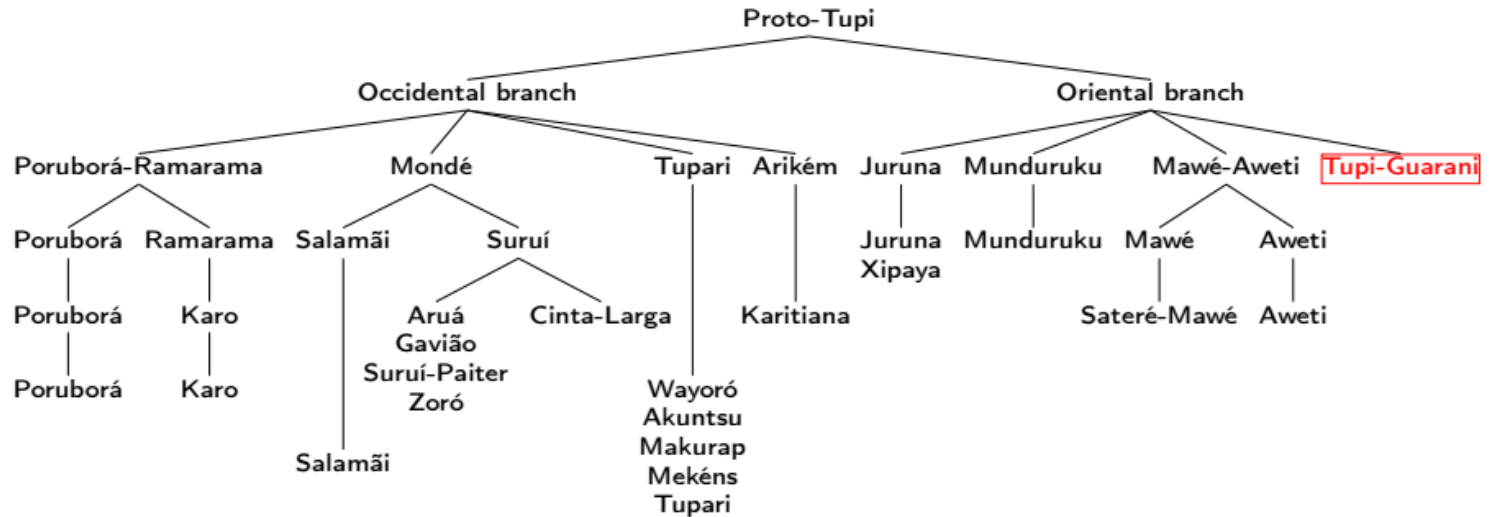 Proto-Tupi
Occidental branch Oriental branch
Poruborá-Ramarama Mondé Tupari Arikém Juruna Munduruku Mawé-Aweti Tupi-Guarani
Poruborá Ramarama Salamãi Suruí Juruna Munduruku Mawé Aweti
Xipaya
Poruborá Karo Aruá Cinta-Larga Karitiana Sateré-Mawé Aweti
Gavião
Suruí-Paiter
Poruborá Karo Zoró Wayoró
Akuntsu
Makurap
Salamãi Mekéns
Tupari